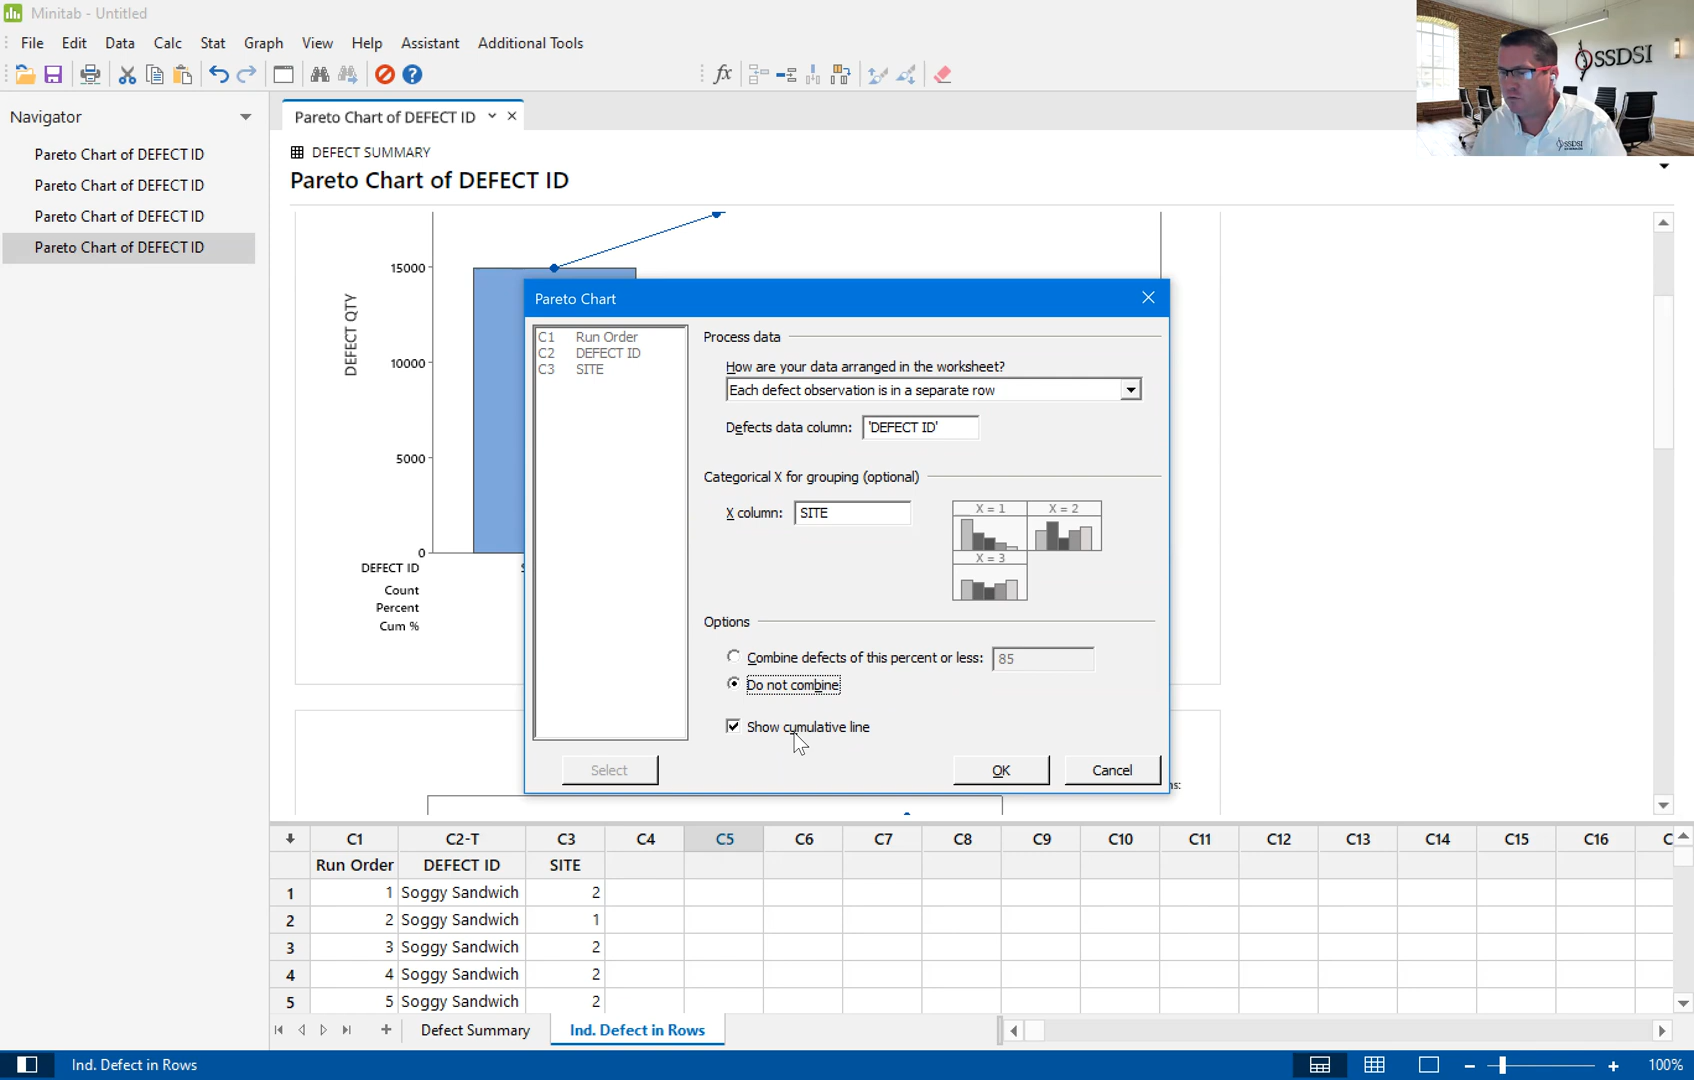 Minitab - Untitled
File Edit Data Calc Stat Graph View Help Assistant Additional Tools
fx
SSDSI
SSDSI
Navigator
Pareto Chart of DEFECT ID
Pareto Chart of DEFECT ID
Pareto Chart of DEFECT ID
Pareto Chart of DEFECT ID
Pareto Chart of DEFECT ID
DEFECT SUMMARY
Pareto Chart of DEFECT ID
DEFECT QTY
15000
10000
5000
0
DEFECT ID
Count
Percent
Cum %
Pareto Chart
C1 Run Order
C2 DEFECT ID
C3 SITE
Process data
How are your data arranged in the worksheet?
Each defect observation is in a separate row
Defects data column: 'DEFECT ID'
Categorical X for grouping (optional)
X column: SITE
X = 1 X = 2
X = 3
Options
Combine defects of this percent or less: 85
Do not combine
Show cumulative line
Select OK Cancel
ns:
C1 C2-T C3 C4 C5 C6 C7 C8 C9 C10 C11 C12 C13 C14 C15 C16
Run Order DEFECT ID SITE
1 1 Soggy Sandwich 2
2 2 Soggy Sandwich 1
3 3 Soggy Sandwich 2
4 4 Soggy Sandwich 2
5 5 Soggy Sandwich 2
Defect Summary Ind. Defect in Rows
Ind. Defect in Rows
100%